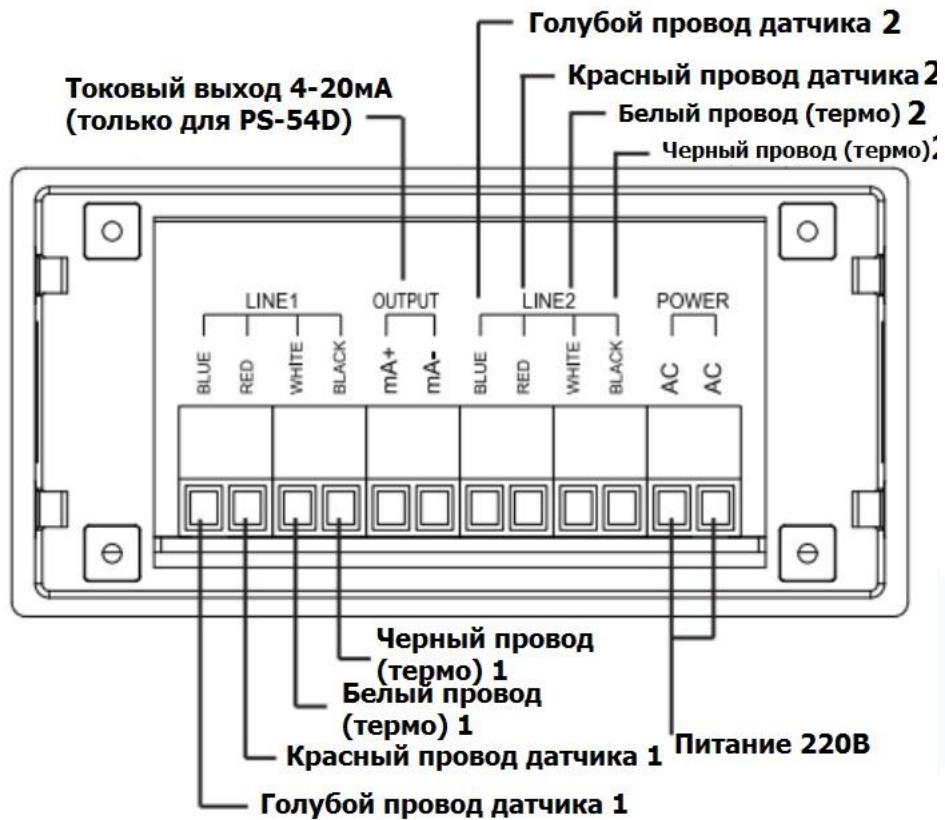 Голубой провод датчика 2
Токовый выход 4-20мА
(только для PS-54D)
Красный провод датчика 2
Белый провод (термо) 2
Черный провод (термо) 2
LINE1
OUTPUT
LINE2
POWER
BLUE
RED
WHITE
BLACK
mA+
mA-
BLUE
RED
WHITE
BLACK
AC
AC
Черный провод
(термо) 1
Белый провод
(термо) 1
Красный провод датчика 1
Питание 220В
Голубой провод датчика 1